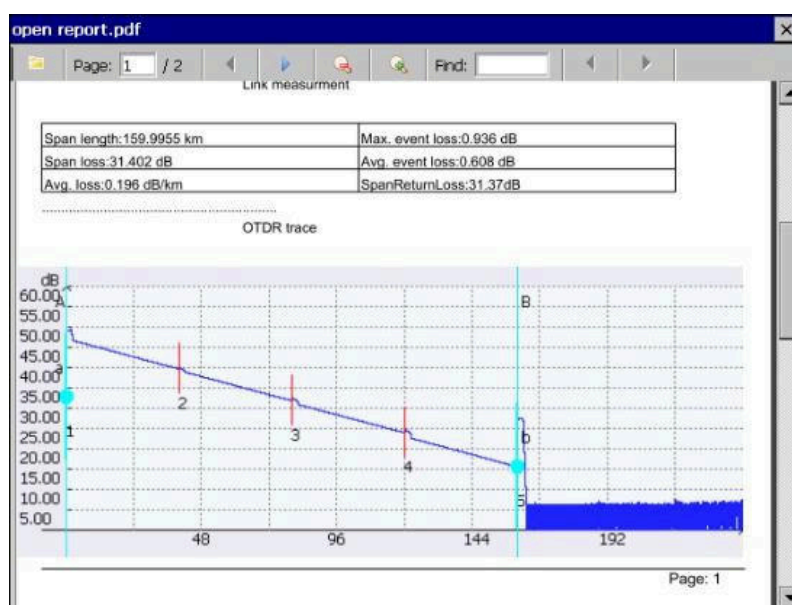 open report.pdf
Page: 1 / 2 Find:
Link measurment
Span length:159.9955 km Max. event loss:0.936 dB
Span loss:31.402 dB Avg. event loss:0.608 dB
Avg. loss:0.196 dB/km SpanReturnLoss:31.37dB
OTDR trace
dB
60.00 A B
55.00
50.00
45.00
40.00 a
35.00 2
30.00
25.00 1 3 b
20.00 4
15.00
10.00 5
5.00
48 96 144 192
Page: 1